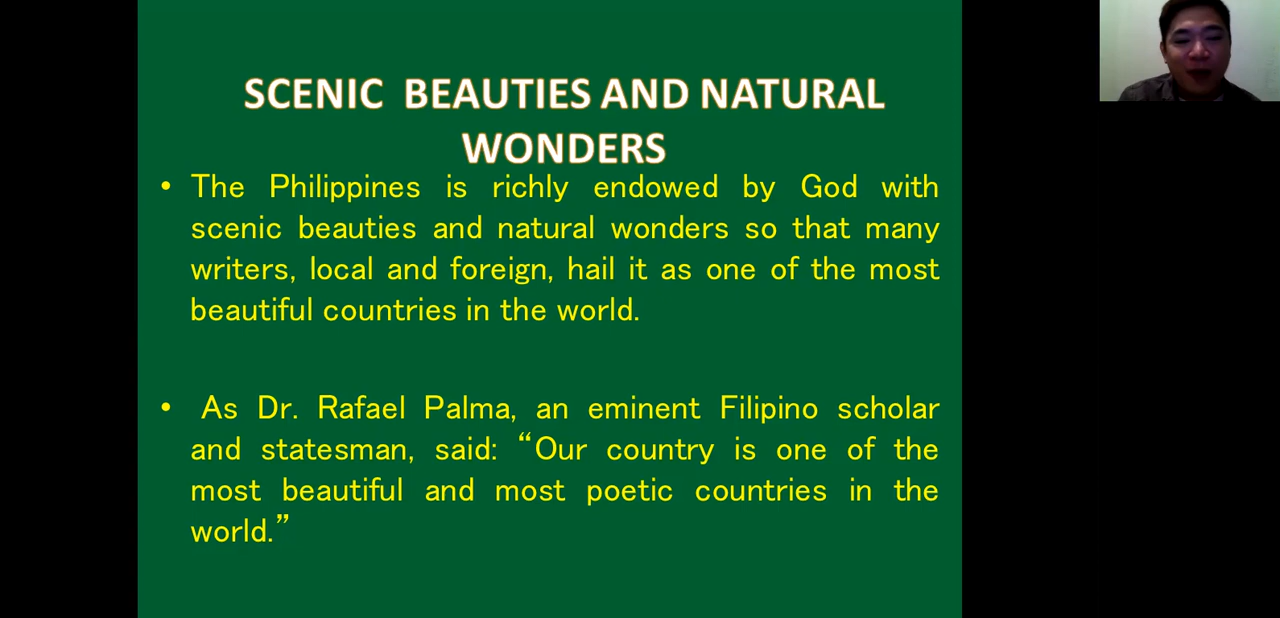 SCENIC BEAUTIES AND NATURAL
WONDERS
• The Philippines is richly endowed by God with
scenic beauties and natural wonders so that many
writers, local and foreign, hail it as one of the most
beautiful countries in the world.
• As Dr. Rafael Palma, an eminent Filipino scholar
and statesman, said: “Our country is one of the
most beautiful and most poetic countries in the
world.”